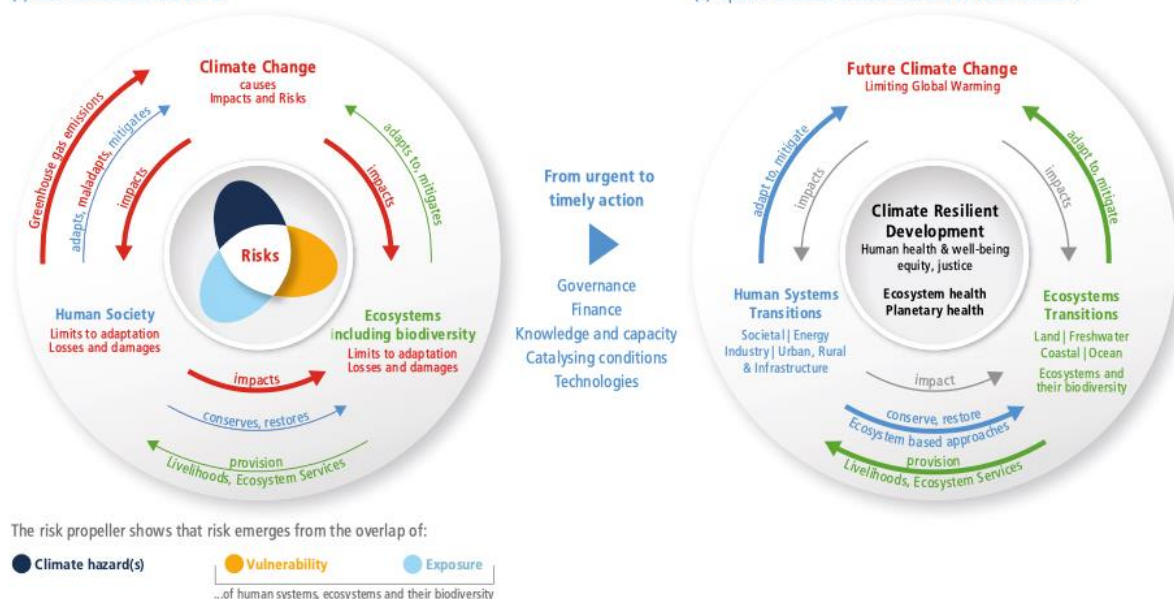 Climate Change
causes
Impacts and Risks
Greenhouse gas emissions
adapts, maladapts, mitigates
impacts
impacts
adapts to, mitigates
Risks
Human Society
Limits to adaptation
Losses and damages
Ecosystems
including biodiversity
Limits to adaptation
Losses and damages
impacts
conserves, restores
provision
Livelihoods, Ecosystem Services
From urgent to
timely action
Governance
Finance
Knowledge and capacity
Catalysing conditions
Technologies
Future Climate Change
Limiting Global Warming
adapt to, mitigate
impacts
impacts
adapt to, mitigate
Climate Resilient
Development
Human health & well-being
equity, justice
Ecosystem health
Planetary health
Human Systems
Transitions
Societal | Energy
Industry | Urban, Rural
& Infrastructure
Ecosystems
Transitions
Land | Freshwater
Coastal | Ocean
Ecosystems and
their biodiversity
impact
conserve, restore
Ecosystem based approaches
provision
Livelihoods, Ecosystem Services
The risk propeller shows that risk emerges from the overlap of:
Climate hazard(s) Vulnerability Exposure
...of human systems, ecosystems and their biodiversity